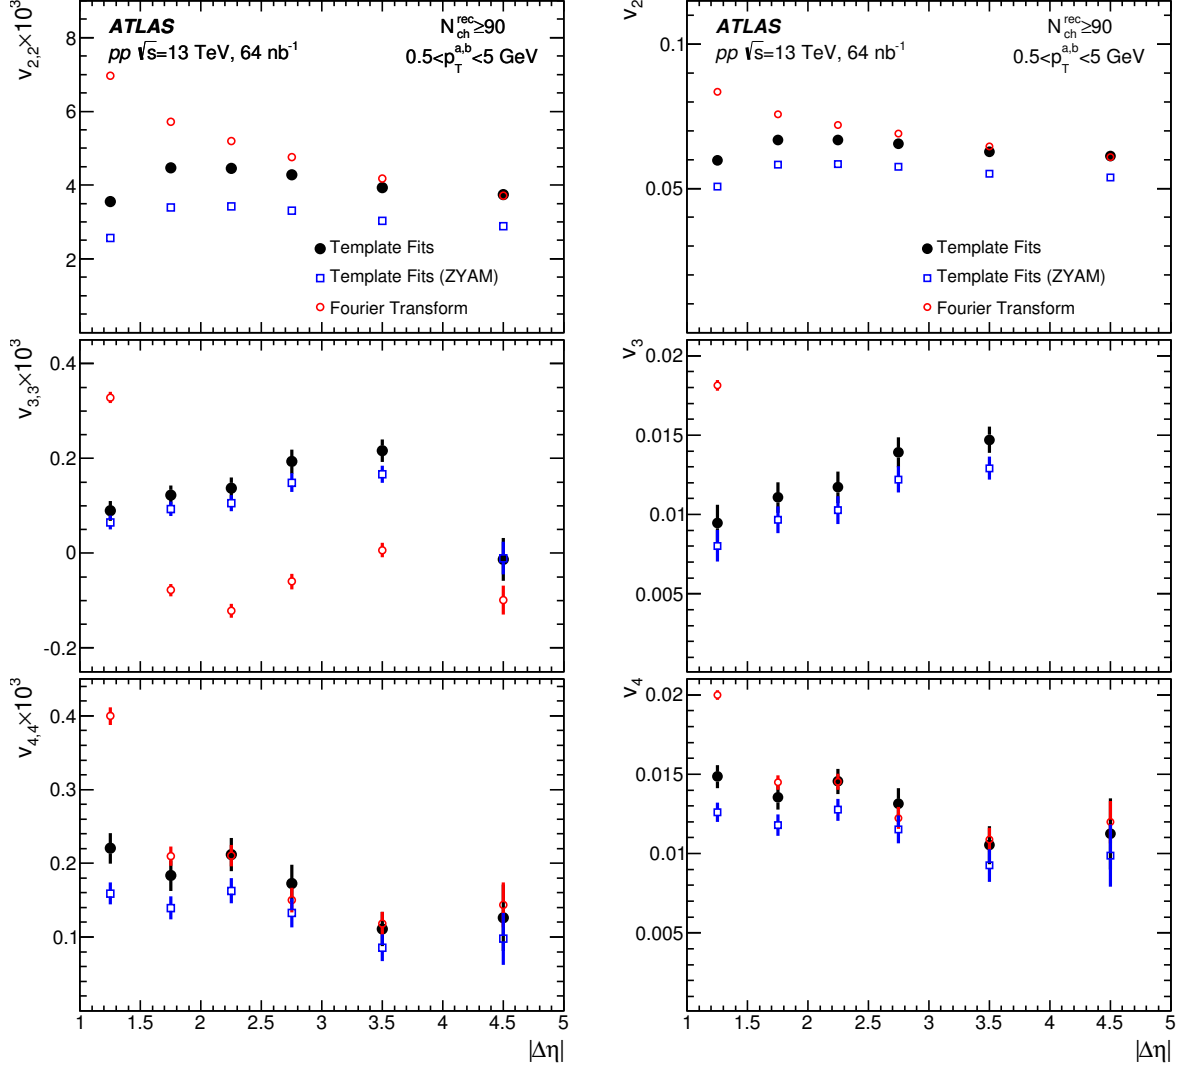 v2,2×10³
ATLAS
pp √s=13 TeV, 64 nb⁻¹
N_ch^rec≥90
0.5<p_T^a,b<5 GeV
8
6
4
2
Template Fits
Template Fits (ZYAM)
Fourier Transform
v2
ATLAS
pp √s=13 TeV, 64 nb⁻¹
N_ch^rec≥90
0.5<p_T^a,b<5 GeV
0.1
0.05
Template Fits
Template Fits (ZYAM)
Fourier Transform
v3,3×10³
0.4
0.2
0
-0.2
v3
0.02
0.015
0.01
0.005
v4,4×10³
0.4
0.3
0.2
0.1
1 1.5 2 2.5 3 3.5 4 4.5 5
|Δη|
v4
0.02
0.015
0.01
0.005
1 1.5 2 2.5 3 3.5 4 4.5 5
|Δη|